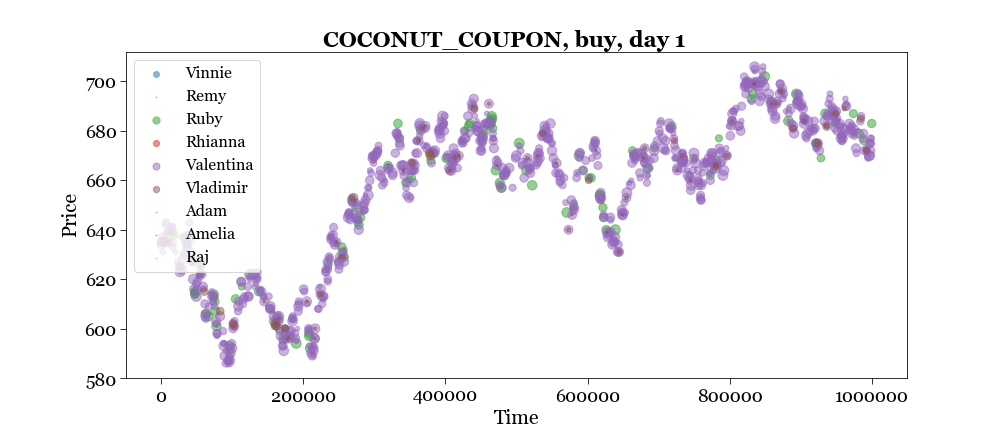 COCONUT_COUPON, buy, day 1
Vinnie
Remy
Ruby
Rhianna
Valentina
Vladimir
Adam
Amelia
Raj
Price
700
680
660
640
620
600
580
0 200000 400000 600000 800000 1000000
Time